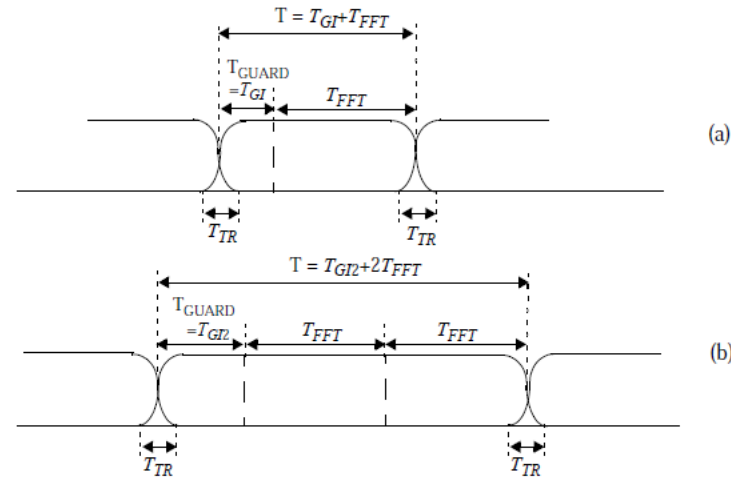 T = TGI+TFFT
TGUARD
=TGI
TFFT
(a)
TTR
TTR
T = TGI2+2TFFT
TGUARD
=TGI2
TFFT
TFFT
(b)
TTR
TTR